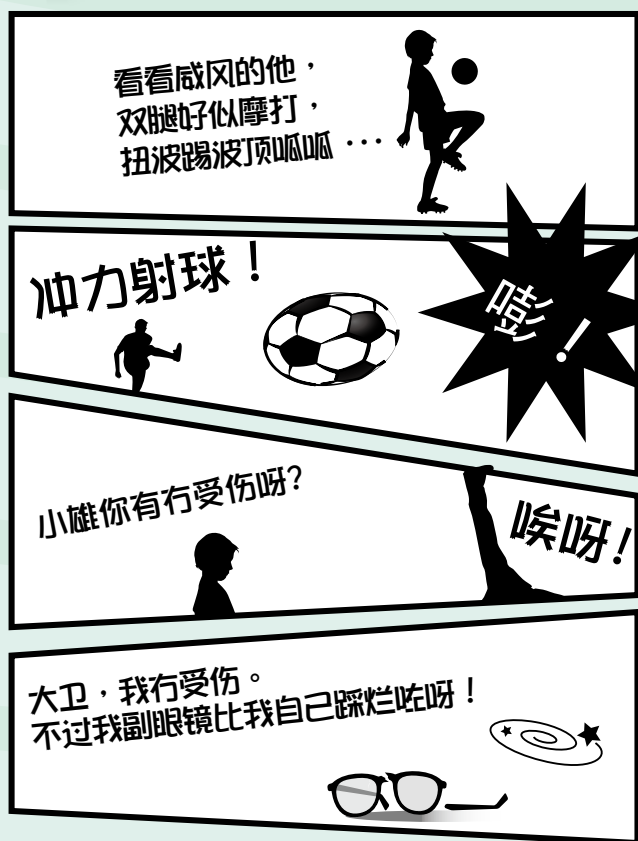 看看威风的他，
双腿好似摩打，
扭波踢波顶呱呱…
冲力射球！
嘭！
小雄你有冇受伤呀?
唉呀!
大卫，我冇受伤。
不过我副眼镜比我自己踩烂咗呀！